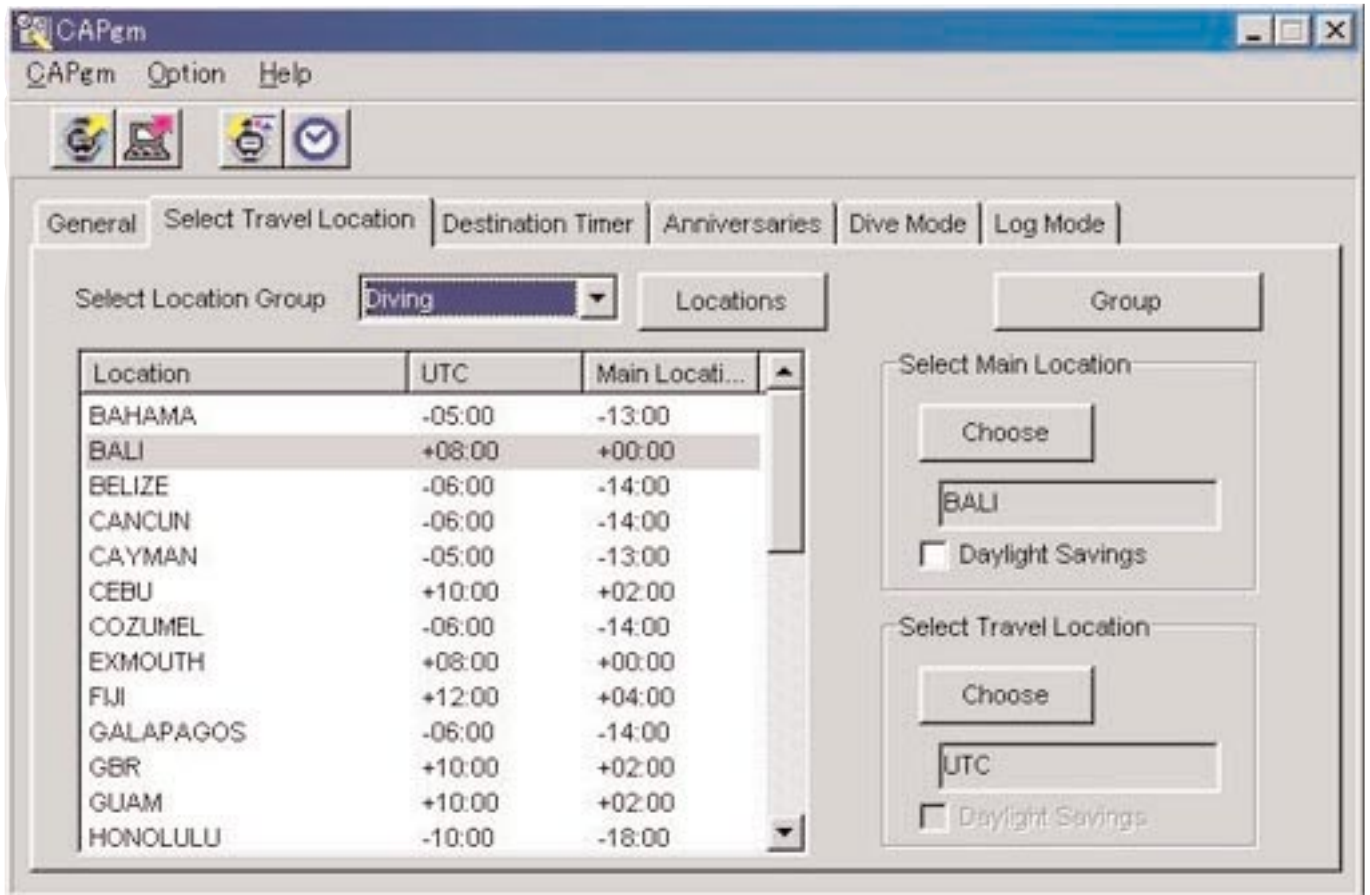 CAPgm
CAPgm Option Help
General Select Travel Location Destination Timer Anniversaries Dive Mode Log Mode
Select Location Group Diving Locations Group
Location UTC Main Locati...
BAHAMA -05:00 -13:00
BALI +08:00 +00:00
BELIZE -06:00 -14:00
CANCUN -06:00 -14:00
CAYMAN -05:00 -13:00
CEBU +10:00 +02:00
COZUMEL -06:00 -14:00
EXMOUTH +08:00 +00:00
FIJI +12:00 +04:00
GALAPAGOS -06:00 -14:00
GBR +10:00 +02:00
GUAM +10:00 +02:00
HONOLULU -10:00 -18:00
Select Main Location
Choose
BALI
Daylight Savings
Select Travel Location
Choose
UTC
Daylight Savings